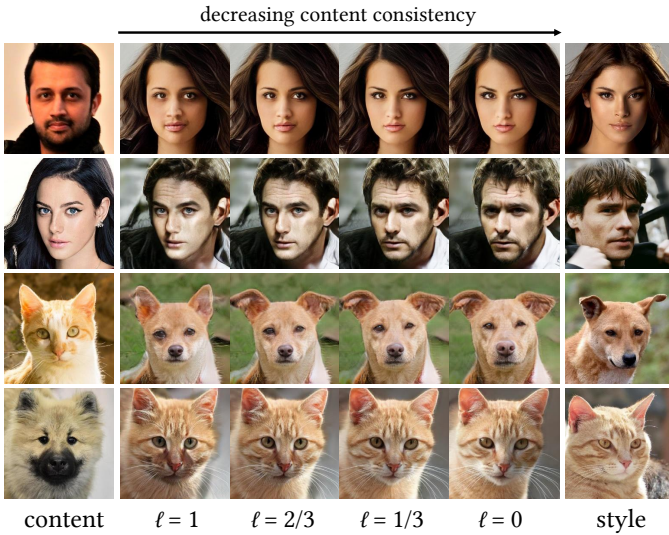 decreasing content consistency
content ℓ = 1 ℓ = 2/3 ℓ = 1/3 ℓ = 0 style